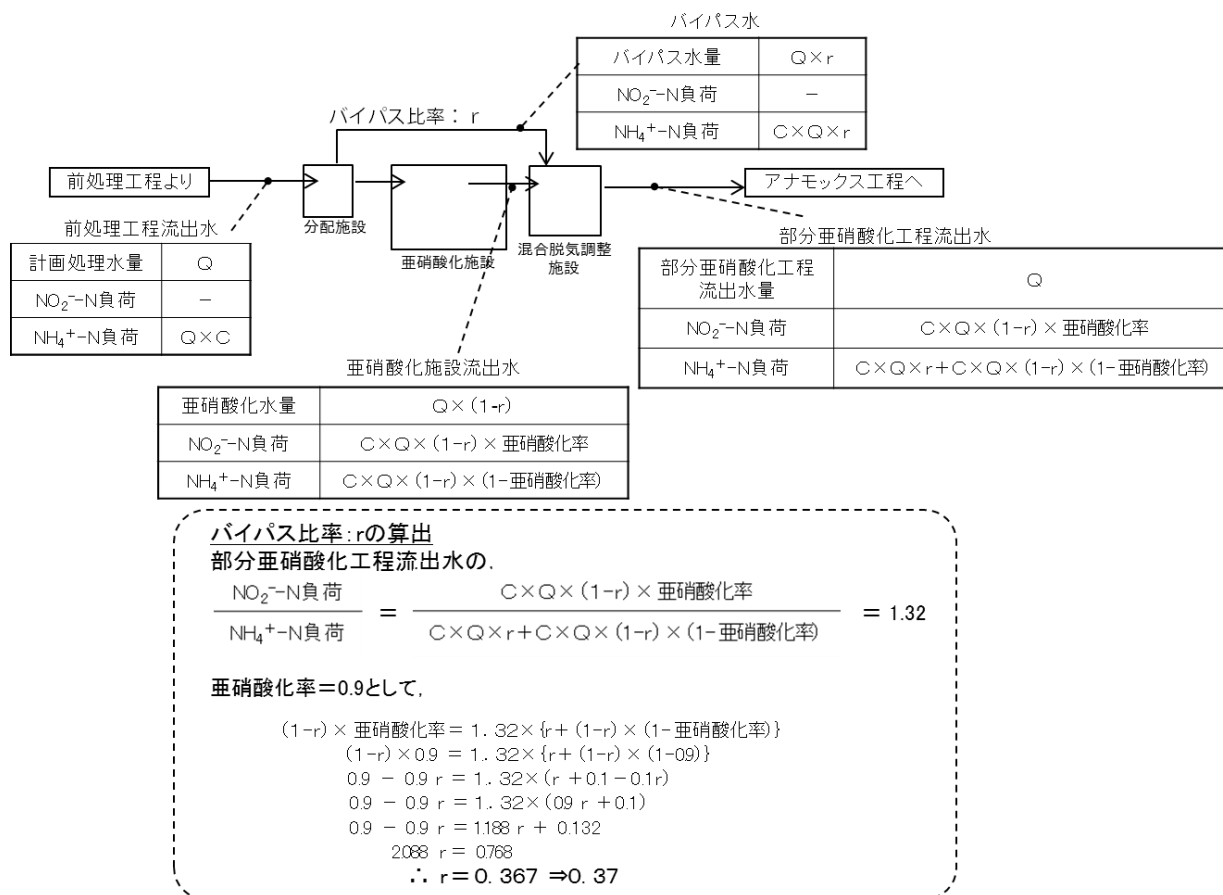 バイパス水
バイパス水量 Q×r
NO₂⁻-N負荷 －
NH₄⁺-N負荷 C×Q×r
バイパス比率： r
前処理工程より
分配施設
亜硝酸化施設
混合脱気調整
施設
アナモックス工程へ
前処理工程流出水
計画処理水量 Q
NO₂⁻-N負荷 －
NH₄⁺-N負荷 Q×C
部分亜硝酸化工程流出水
部分亜硝酸化工程
流出水量 Q
NO₂⁻-N負荷 C×Q×(1-r)×亜硝酸化率
NH₄⁺-N負荷 C×Q×r+C×Q×(1-r)×(1-亜硝酸化率)
亜硝酸化施設流出水
亜硝酸化水量 Q×(1-r)
NO₂⁻-N負荷 C×Q×(1-r)×亜硝酸化率
NH₄⁺-N負荷 C×Q×(1-r)×(1-亜硝酸化率)
バイパス比率:rの算出
部分亜硝酸化工程流出水の.
NO₂⁻-N負荷 C×Q×(1-r)×亜硝酸化率
= = 1.32
NH₄⁺-N負荷 C×Q×r+C×Q×(1-r)×(1-亜硝酸化率)
亜硝酸化率＝0.9として,
(1-r)×亜硝酸化率＝1.. 32×{r+(1-r)×(1-亜硝酸化率)}
(1-r)×0.9 = 1.. 32×{r+(1-r)×(1-09)}
0.9 - 0.9 r = 1.. 32×(r +0.1-0.1r)
0.9 - 0.9 r = 1.. 32×(09 r +0.1)
0.9 - 0.9 r = 1.188 r + 0.132
2.088 r = 0.768
∴ r＝0. 367 ⇒0. 37